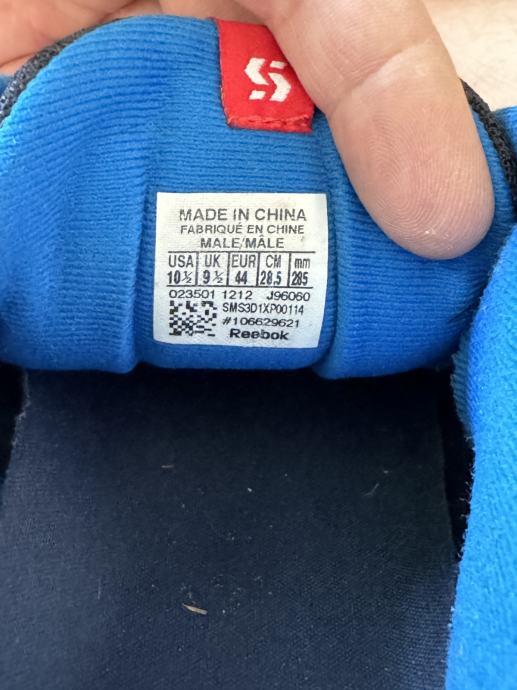 MADE IN CHINA
FABRIQUÉ EN CHINE
MALE/MÂLE
USA UK EUR CM mm
10½ 9½ 44 28.5 285
023501 1212 J96060
SMS3D1XP00114
#106629621
Reebok